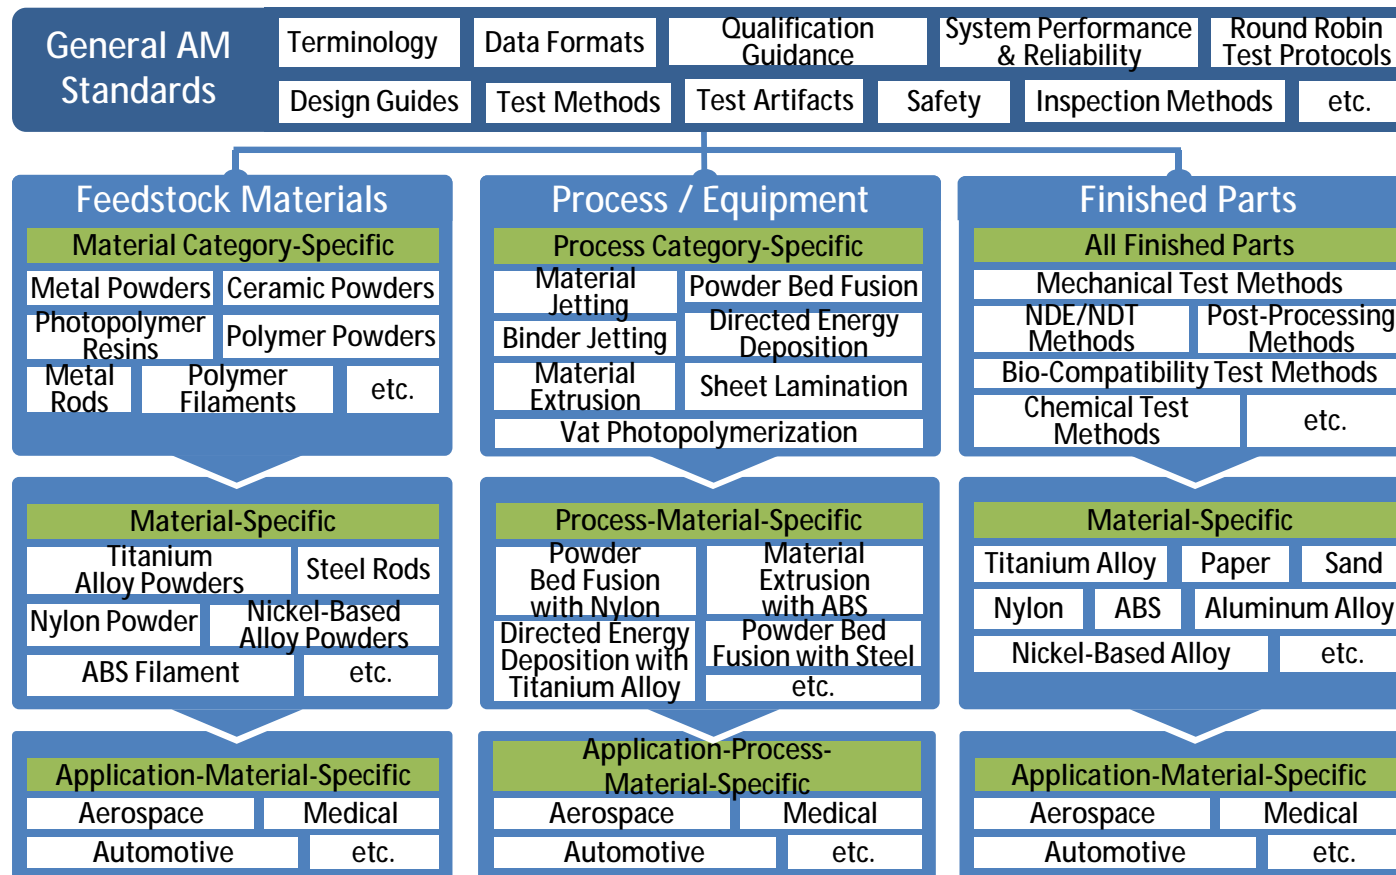 General AM
Standards
Terminology
Data Formats
Qualification
Guidance
System Performance
& Reliability
Round Robin
Test Protocols
Design Guides
Test Methods
Test Artifacts
Safety
Inspection Methods
etc.
Feedstock Materials
Material Category-Specific
Metal Powders
Ceramic Powders
Photopolymer
Resins
Polymer Powders
Metal
Rods
Polymer
Filaments
etc.
Material-Specific
Titanium
Alloy Powders
Steel Rods
Nylon Powder
Nickel-Based
Alloy Powders
ABS Filament
etc.
Application-Material-Specific
Aerospace
Medical
Automotive
etc.
Process / Equipment
Process Category-Specific
Material
Jetting
Powder Bed Fusion
Binder Jetting
Directed Energy
Deposition
Material
Extrusion
Sheet Lamination
Vat Photopolymerization
Process-Material-Specific
Powder
Bed Fusion
with Nylon
Material
Extrusion
with ABS
Directed Energy
Deposition with
Titanium Alloy
Powder Bed
Fusion with Steel
etc.
Application-Process-
Material-Specific
Aerospace
Medical
Automotive
etc.
Finished Parts
All Finished Parts
Mechanical Test Methods
NDE/NDT
Methods
Post-Processing
Methods
Bio-Compatibility Test Methods
Chemical Test
Methods
etc.
Material-Specific
Titanium Alloy
Paper
Sand
Nylon
ABS
Aluminum Alloy
Nickel-Based Alloy
etc.
Application-Material-Specific
Aerospace
Medical
Automotive
etc.